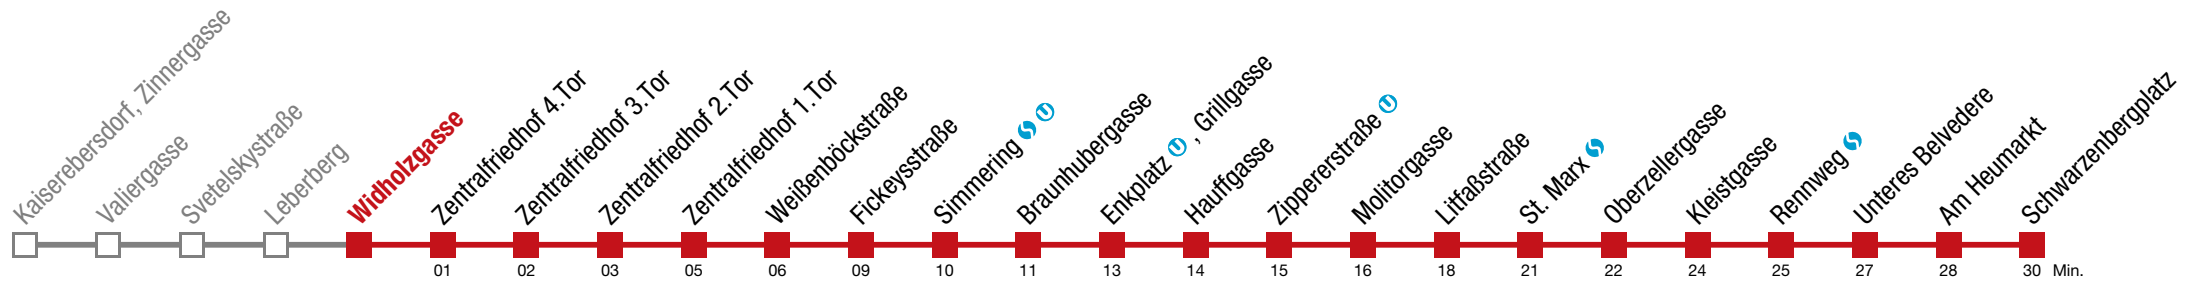 Kaiserebersdorf, Zinnergasse
Valiergasse
Svetelskystraße
Leberberg
Widholzgasse
Zentralfriedhof 4.Tor
Zentralfriedhof 3.Tor
Zentralfriedhof 2.Tor
Zentralfriedhof 1.Tor
Weißenböckstraße
Fickeysstraße
Simmering S U
Braunhubergasse
Enkplatz U , Grillgasse
Hauffgasse
Zippererstraße U
Molitorgasse
Litfaßstraße
St. Marx S
Oberzellergasse
Kleistgasse
Rennweg S
Unteres Belvedere
Am Heumarkt
Schwarzenbergplatz
01 02 03 05 06 09 10 11 13 14 15 16 18 21 22 24 25 27 28 30 Min.